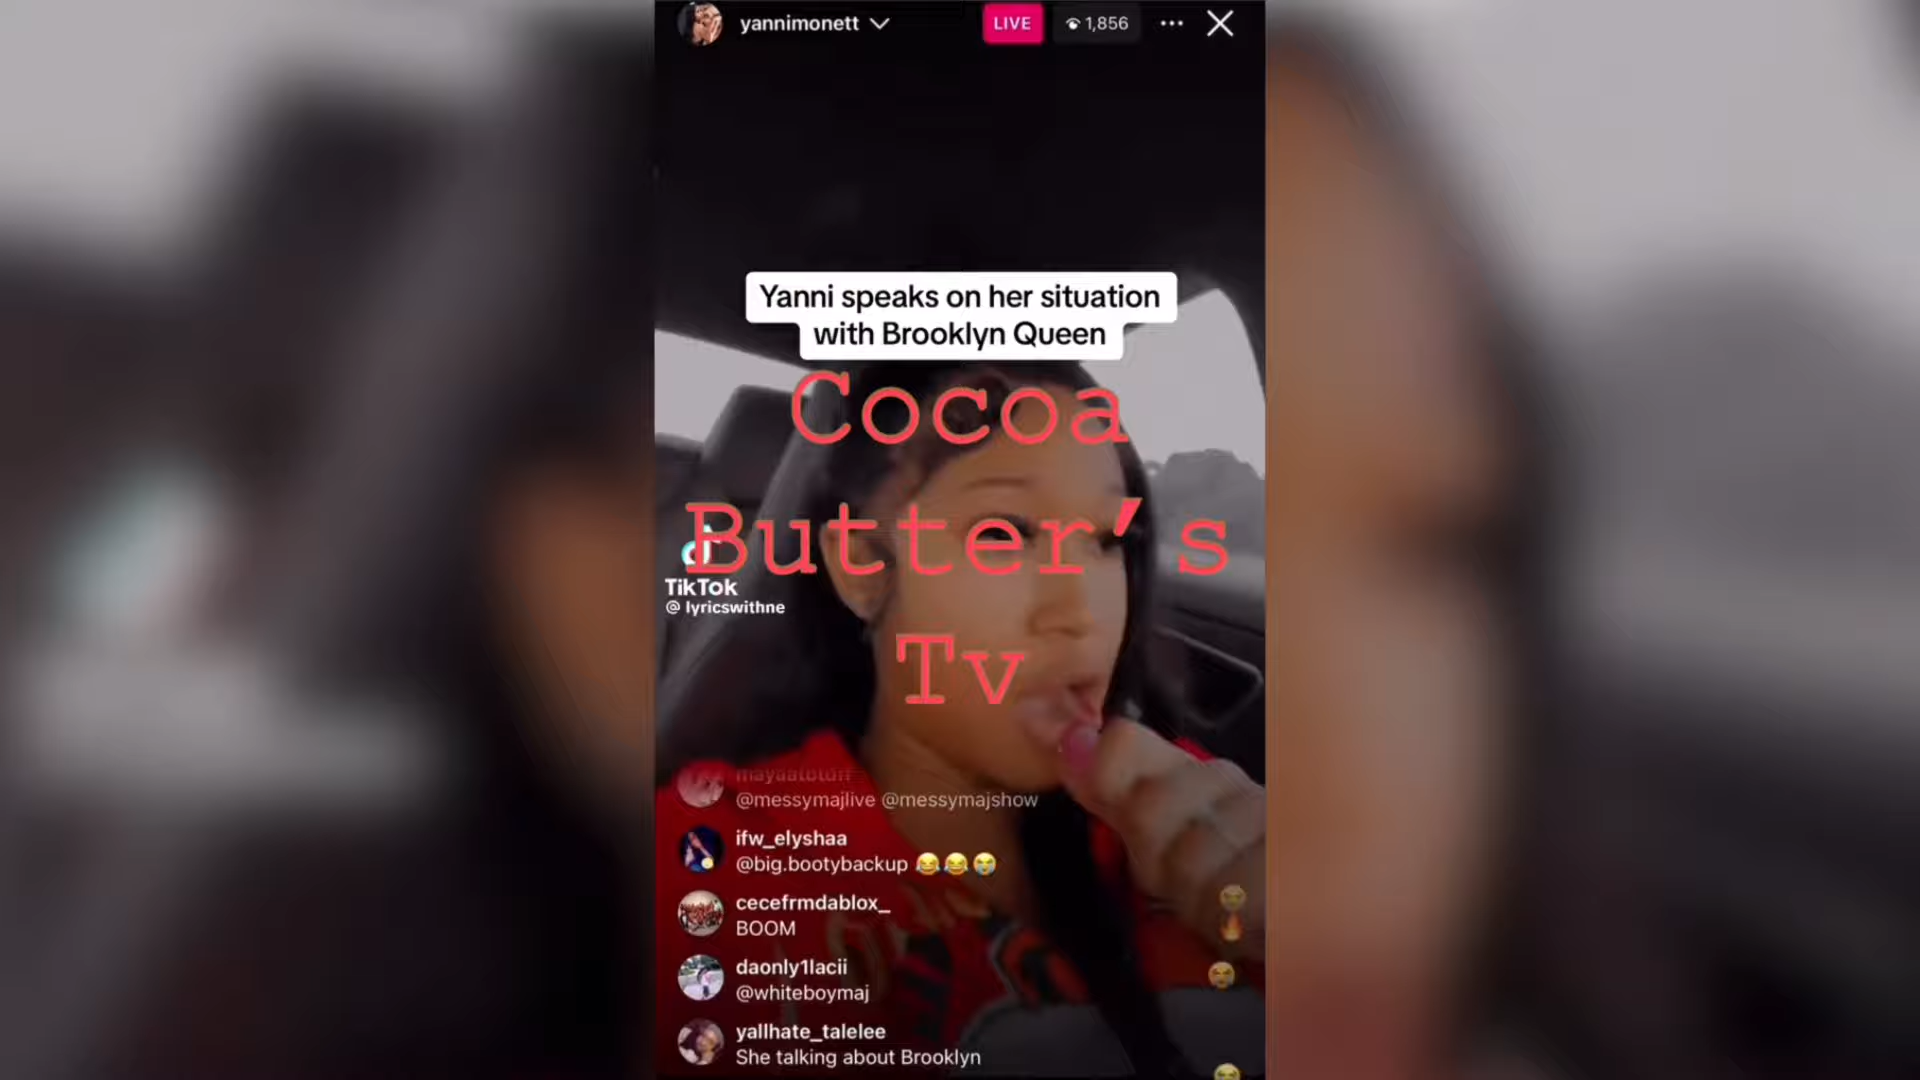 yannimonett
LIVE
1,856
Yanni speaks on her situation
with Brooklyn Queen
Cocoa
Butter's
Tv
TikTok
@ lyricswithne
@messymajlive @messymajshow
ifw_elyshaa
@big.bootybackup 😂😂😭
cecefrmdablox_
BOOM
daonly1lacii
@whiteboymaj
yallhate_talelee
She talking about Brooklyn